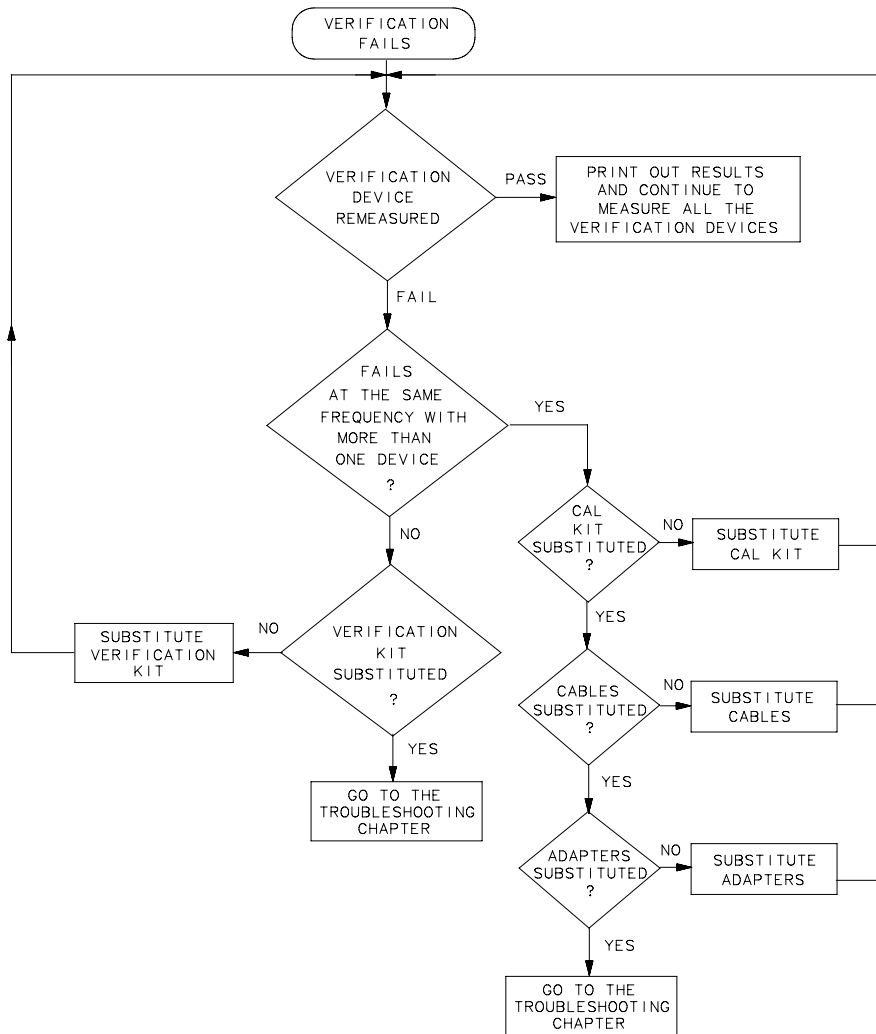 VERIFICATION
FAILS
VERIFICATION
DEVICE
REMEASURED
PASS
PRINT OUT RESULTS
AND CONTINUE TO
MEASURE ALL THE
VERIFICATION DEVICES
FAIL
FAILS
AT THE SAME
FREQUENCY WITH
MORE THAN
ONE DEVICE
?
YES
NO
CAL
KIT
SUBSTITUTED
?
NO
SUBSTITUTE
CAL KIT
YES
VERIFICATION
KIT
SUBSTITUTED
?
NO
SUBSTITUTE
VERIFICATION
KIT
YES
GO TO THE
TROUBLESHOOTING
CHAPTER
CABLES
SUBSTITUTED
?
NO
SUBSTITUTE
CABLES
YES
ADAPTERS
SUBSTITUTED
?
NO
SUBSTITUTE
ADAPTERS
YES
GO TO THE
TROUBLESHOOTING
CHAPTER